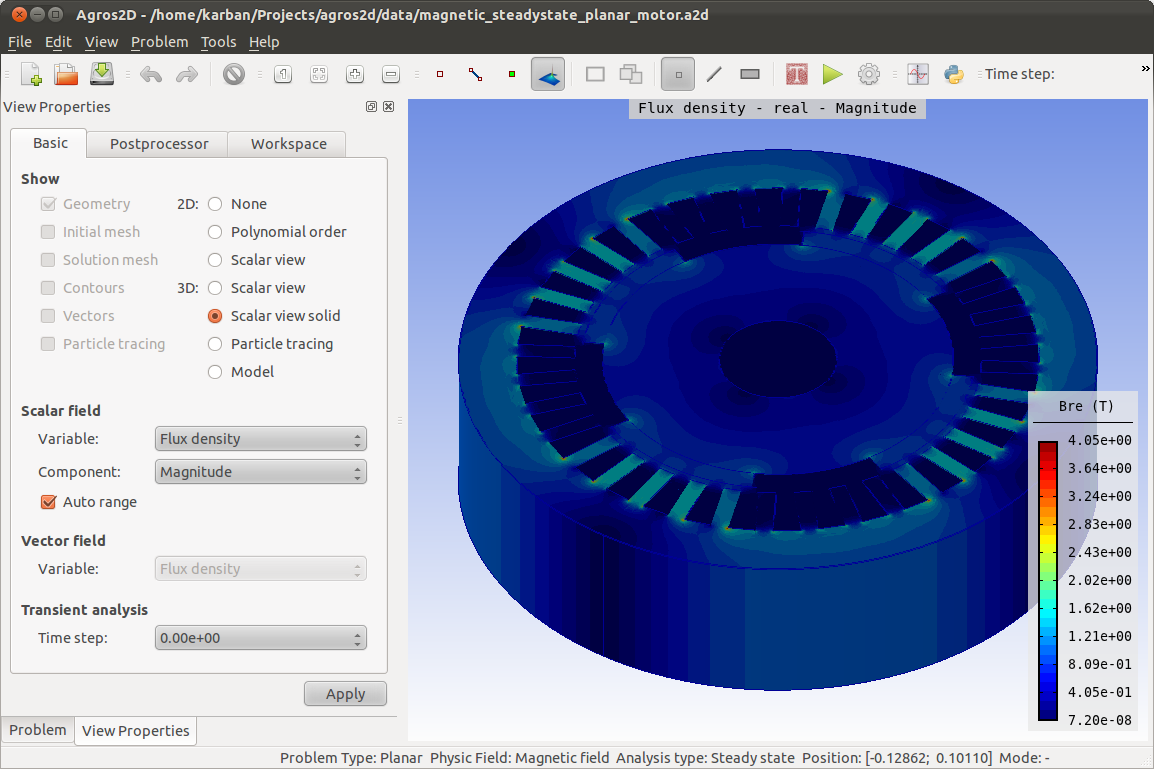 Agros2D - /home/karban/Projects/agros2d/data/magnetic_steadystate_planar_motor.a2d
File Edit View Problem Tools Help
1 Time step: »
View Properties
Basic Postprocessor Workspace
Show
Geometry 2D: None
Initial mesh Polynomial order
Solution mesh Scalar view
Contours 3D: Scalar view
Vectors Scalar view solid
Particle tracing Particle tracing
Model
Scalar field
Variable: Flux density
Component: Magnitude
Auto range
Vector field
Variable: Flux density
Transient analysis
Time step: 0.00e+00
Apply
Problem View Properties
Flux density - real - Magnitude
Bre (T)
4.05e+00
3.64e+00
3.24e+00
2.83e+00
2.43e+00
2.02e+00
1.62e+00
1.21e+00
8.09e-01
4.05e-01
7.20e-08
Problem Type: Planar Physic Field: Magnetic field Analysis type: Steady state Position: [-0.12862; 0.10110] Mode: -